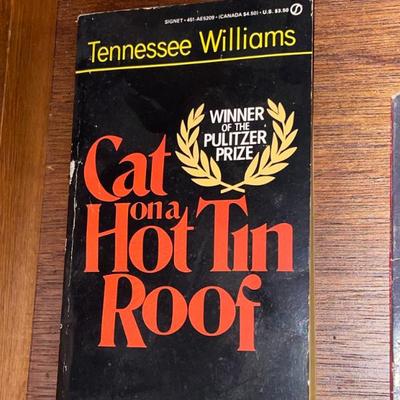 SIGNET • 451-AE5209 • (CANADA $4.50) • U.S. $3.50
Tennessee Williams
WINNER
OF THE
PULITZER
PRIZE
Cat
on a
Hot Tin
Roof